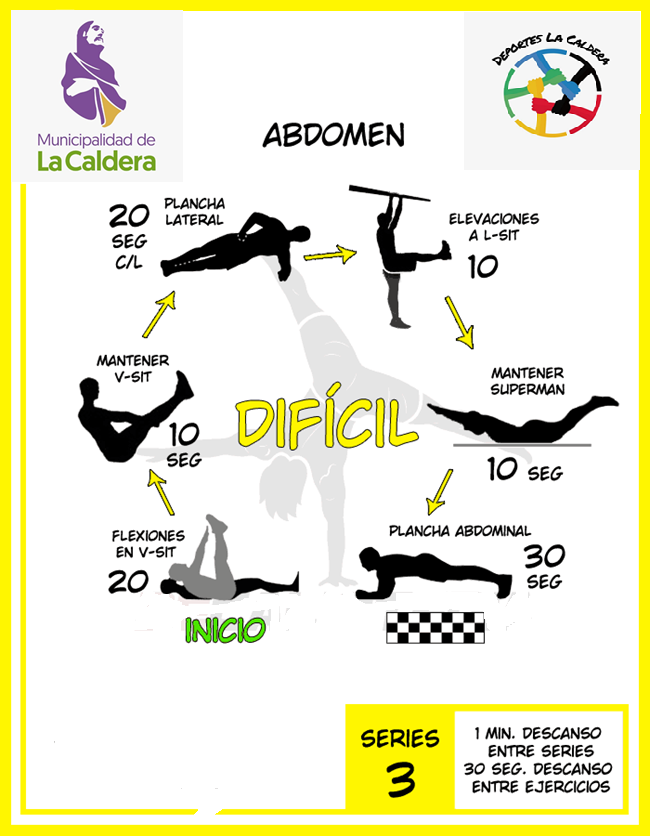 Municipalidad de
La Caldera
DEPORTES LA CALDERA
ABDOMEN
INICIO
FLEXIONES
EN V-SIT
20
MANTENER
V-SIT
10
SEG
PLANCHA
LATERAL
20
SEG
C/L
ELEVACIONES
A L-SIT
10
MANTENER
SUPERMAN
10 SEG
PLANCHA ABDOMINAL
30
SEG
DIFÍCIL
SERIES
3
1 MIN. DESCANSO
ENTRE SERIES
30 SEG. DESCANSO
ENTRE EJERCICIOS